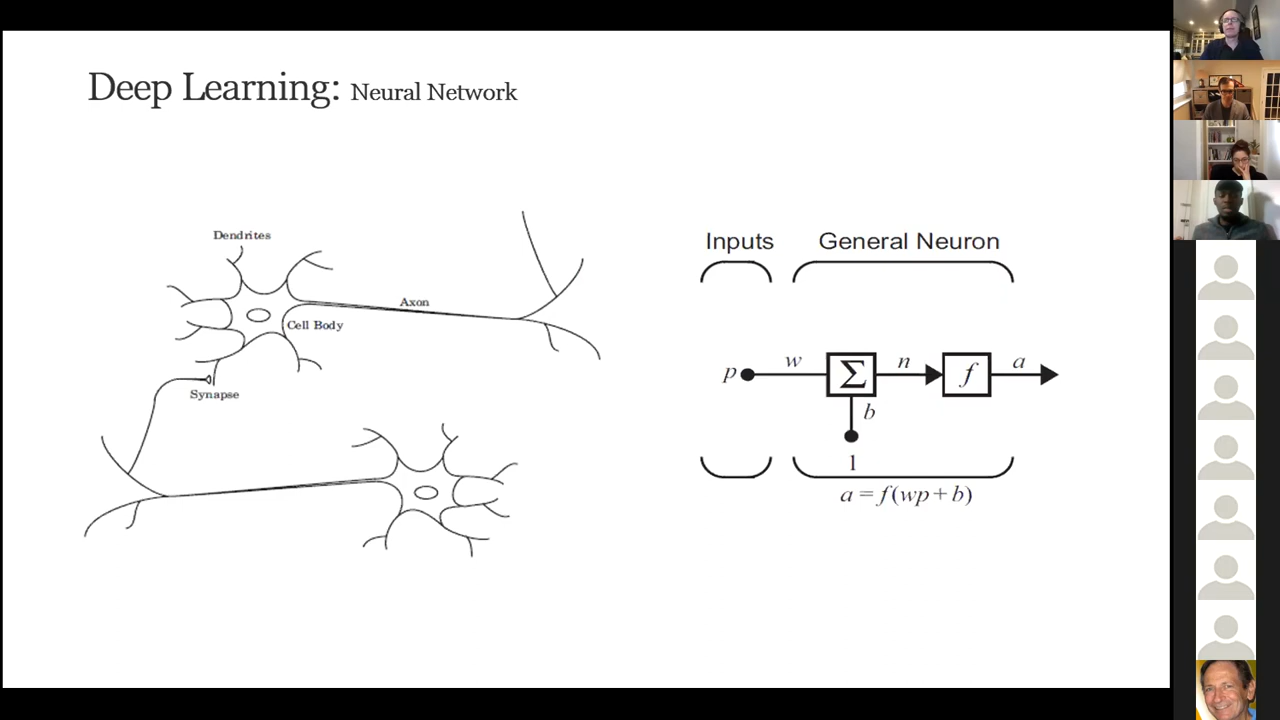 Deep Learning: Neural Network
Dendrites
Axon
Cell Body
Synapse
Inputs
General Neuron
p
w
Σ
n
f
a
b
1
a = f(wp + b)